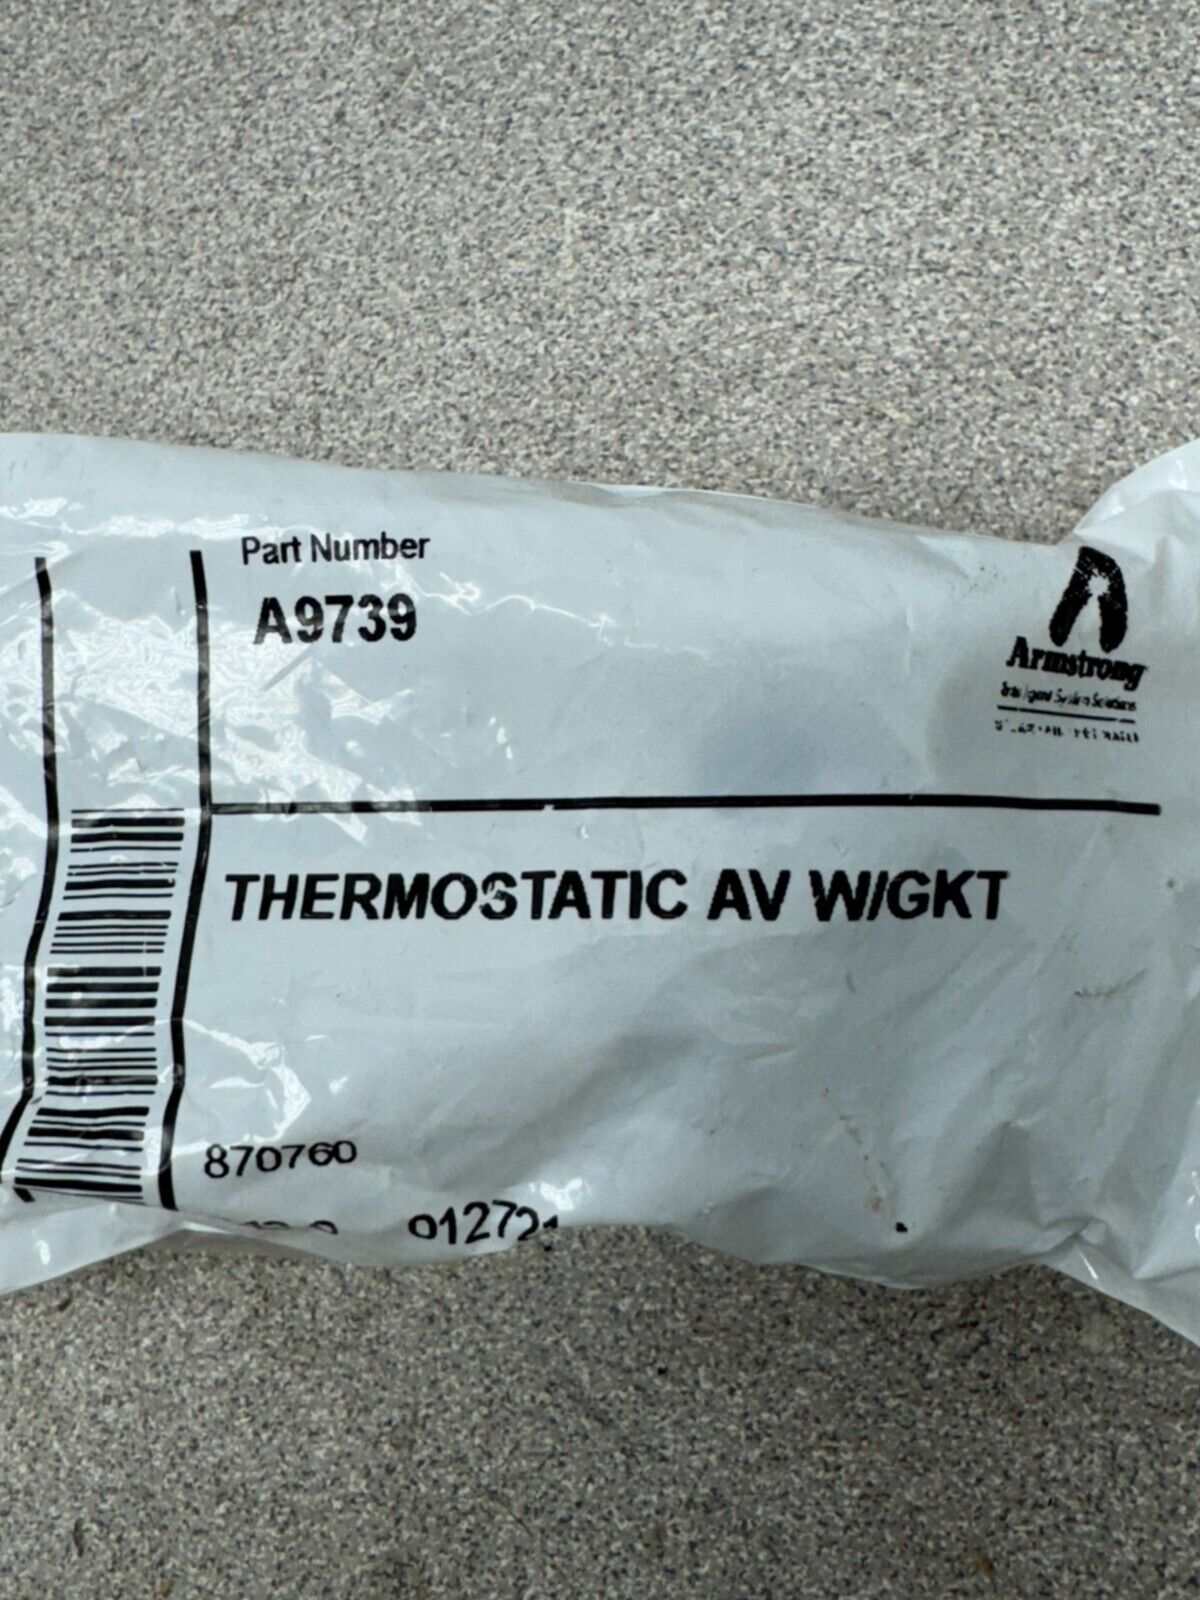 Part Number
A9739
Armstrong
THERMOSTATIC AV W/GKT
870760